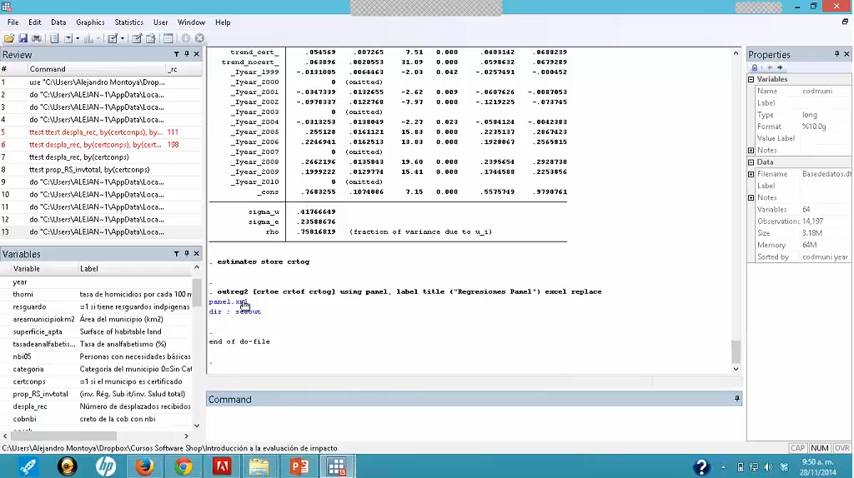 File Data Graphics Statistics User Window Help
Review
# Command _rc
1 use "C:\Users\Alejandro Montoya\Drop...
2 do "C:\Users\ALEJAN~1\AppData\Loca...
3 do "C:\Users\ALEJAN~1\AppData\Loca...
4 do "C:\Users\ALEJAN~1\AppData\Loca...
5 ttest ttest despla_rec, by(certconps), by... 111
6 ttest ttest despla_rec, by(certconps), by(cert... 198
7 ttest despla_rec, by(certconps)
8 ttest prop_RS_invtotal, by(certconps)
9 do "C:\Users\ALEJAN~1\AppData\Loca...
10 do "C:\Users\ALEJAN~1\AppData\Loca...
11 do "C:\Users\ALEJAN~1\AppData\Loca...
12 do "C:\Users\ALEJAN~1\AppData\Loca...
13 do "C:\Users\ALEJAN~1\AppData\Loca...
Variables
Variable Label
year
thomi tasa de homicidios por cada 100 m
resguardo =1 si tiene resguardos indpigenas
areamunicipiokm2 Área del municipio (km2)
superficie_apta Surface of habitable land
tasadeanalfabetis... Tasa de analfabetismo (%)
nbi05 Personas con necesidades básicas
categoria Categoría del municipio 0=Sin Cat
certconps =1 si el municipio es certificado
prop_RS_invtotal (inv. Rég. Sub it/inv. Salud total)
despla_rec Número de desplazados recibidos
cobnbi creto de la cob con nbi
trend_cert_ .054569 .007265 7.51 0.000 .0403142 .0688239
trend_nocert_ .063896 .0020553 31.09 0.000 .0598632 .0679289
_Iyear_1999 -.0131005 .0064463 -2.03 0.042 -.0257491 -.000452
_Iyear_2000 0 (omitted)
_Iyear_2001 -.0347339 .0132655 -2.62 0.009 -.0607626 -.0087053
_Iyear_2002 -.0978337 .0122768 -7.97 0.000 -.1219225 -.073745
_Iyear_2003 0 (omitted)
_Iyear_2004 -.0313253 .0138049 -2.27 0.023 -.0584124 -.0042383
_Iyear_2005 .255128 .0161121 15.83 0.000 .2235137 .2867423
_Iyear_2006 .2246941 .0162513 13.83 0.000 .1928067 .2565815
_Iyear_2007 0 (omitted)
_Iyear_2008 .2662196 .0135843 19.60 0.000 .2395654 .2928738
_Iyear_2009 .1999222 .0129774 15.41 0.000 .1744588 .2253856
_Iyear_2010 0 (omitted)
_cons .7683255 .1074086 7.15 0.000 .5575749 .9790761
sigma_u .41766649
sigma_e .23588676
rho .75816819 (fraction of variance due to u_i)
. estimates store crtog
.
. outreg2 [crtoe crtof crtog] using panel, label title ("Regresiones Panel") excel replace
panel.xml
dir : seeout
.
end of do-file
.
Command
Properties
Variables
Name codmuni
Label
Type long
Format %10.0g
Value Label
Notes
Data
Filename Basededatos.dt
Label
Notes
Variables 64
Observations 14,197
Size 3.18M
Memory 64M
Sorted by codmuni year
C:\Users\Alejandro Montoya\Dropbox\Cursos Software Shop\Introducción a la evaluación de impacto
CAP NUM OVR
9:50 a. m.
28/11/2014